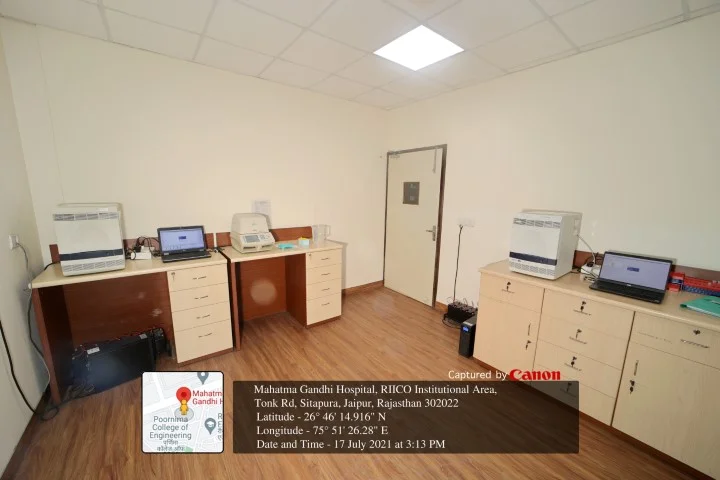 Captured by Canon
Mahatma Gandhi Hospital, RIICO Institutional Area,
Tonk Rd, Sitapura, Jaipur, Rajasthan 302022
Latitude - 26° 46' 14.916" N
Longitude - 75° 51' 26.28" E
Date and Time - 17 July 2021 at 3:13 PM
Mahatm
Gandhi H
Poornima
College of
Engineering